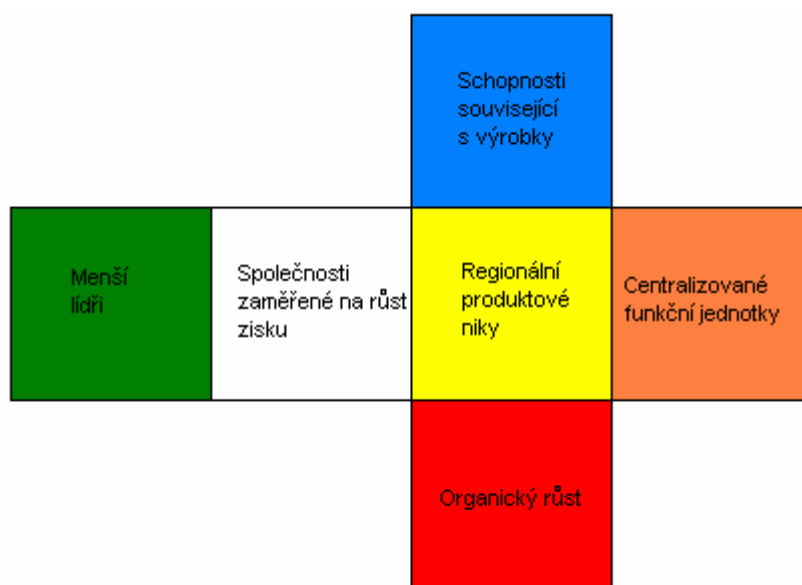 Schopnosti
související
s výrobky
Menší
lídři
Společnosti
zaměřené na růst
zisku
Regionální
produktové
niky
Centralizované
funkční jednotky
Organický růst